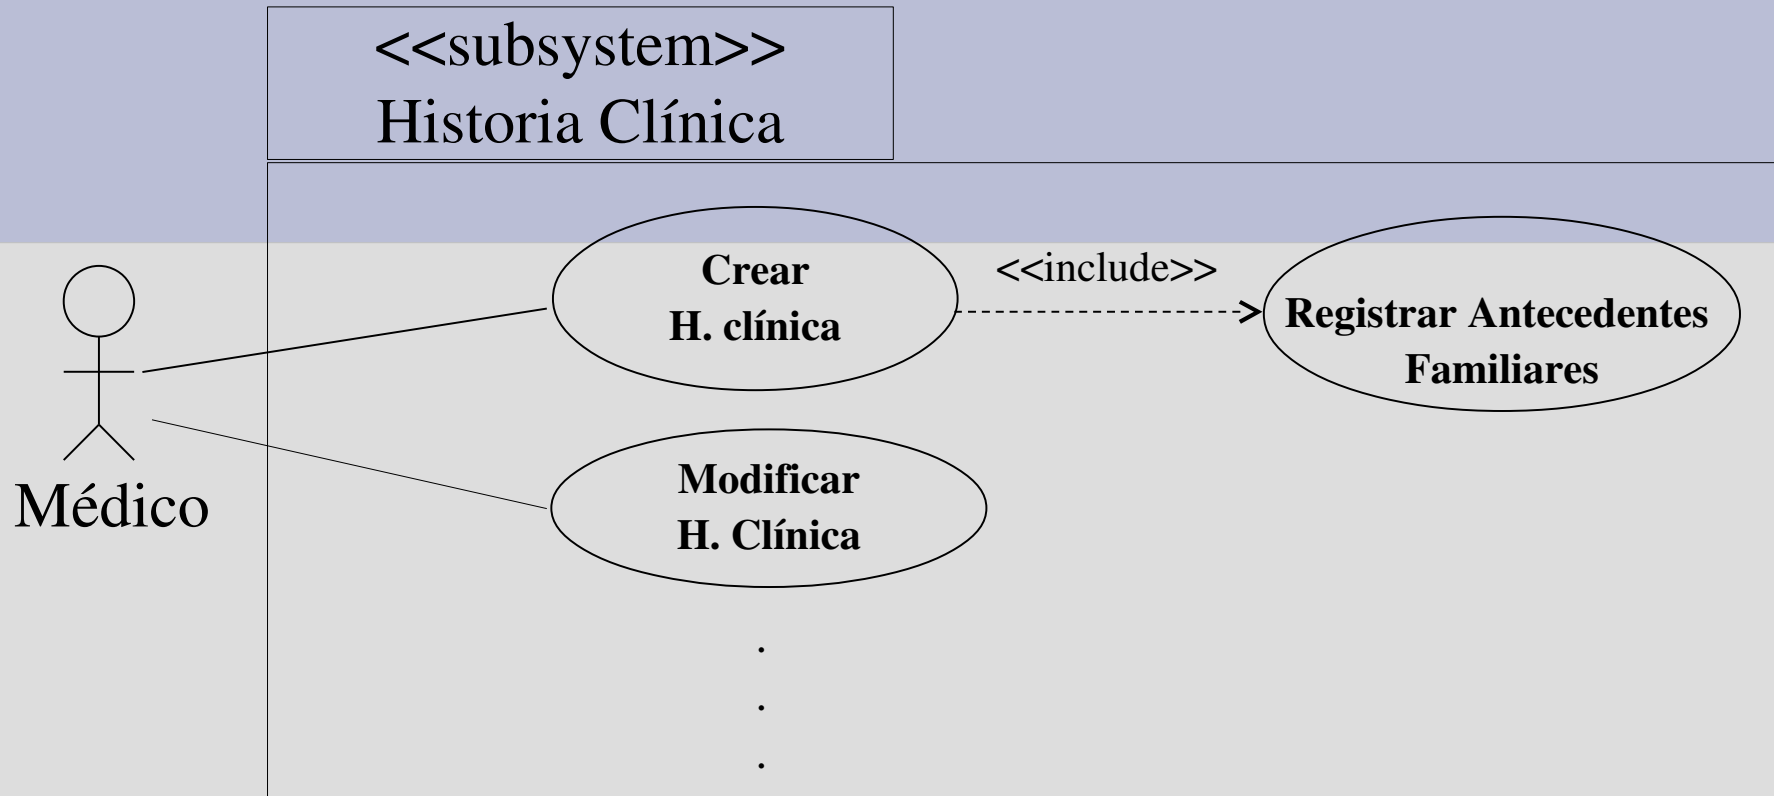 <<subsystem>>
Historia Clínica
Crear
H. clínica
<<include>>
Registrar Antecedentes
Familiares
Médico
Modificar
H. Clínica
.
.
.